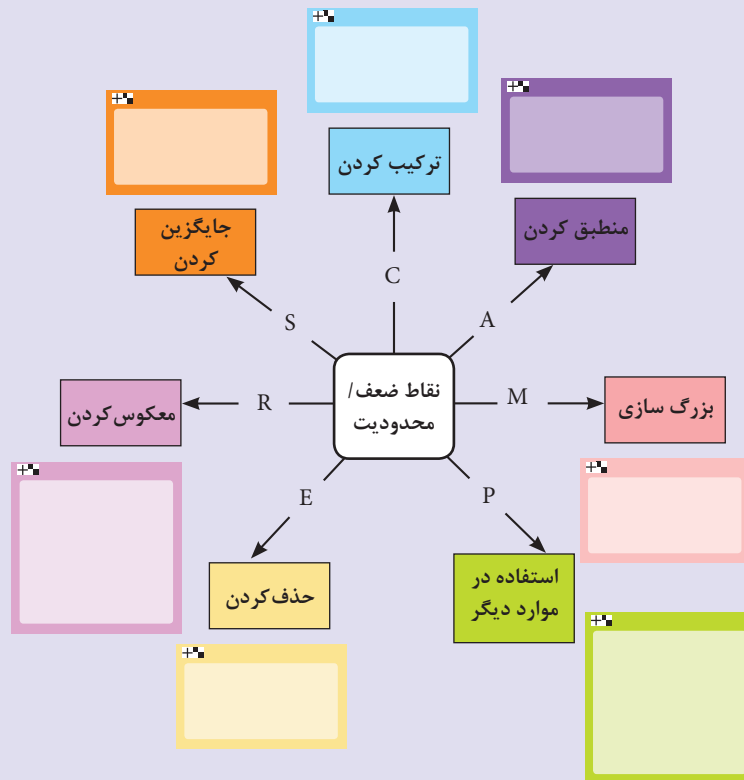 ترکیب کردن
منطبق کردن
جایگزین
کردن
C
A
S
نقاط ضعف/
محدودیت
M
بزرگ سازی
R
معکوس کردن
E
P
حذف کردن
استفاده در
موارد دیگر